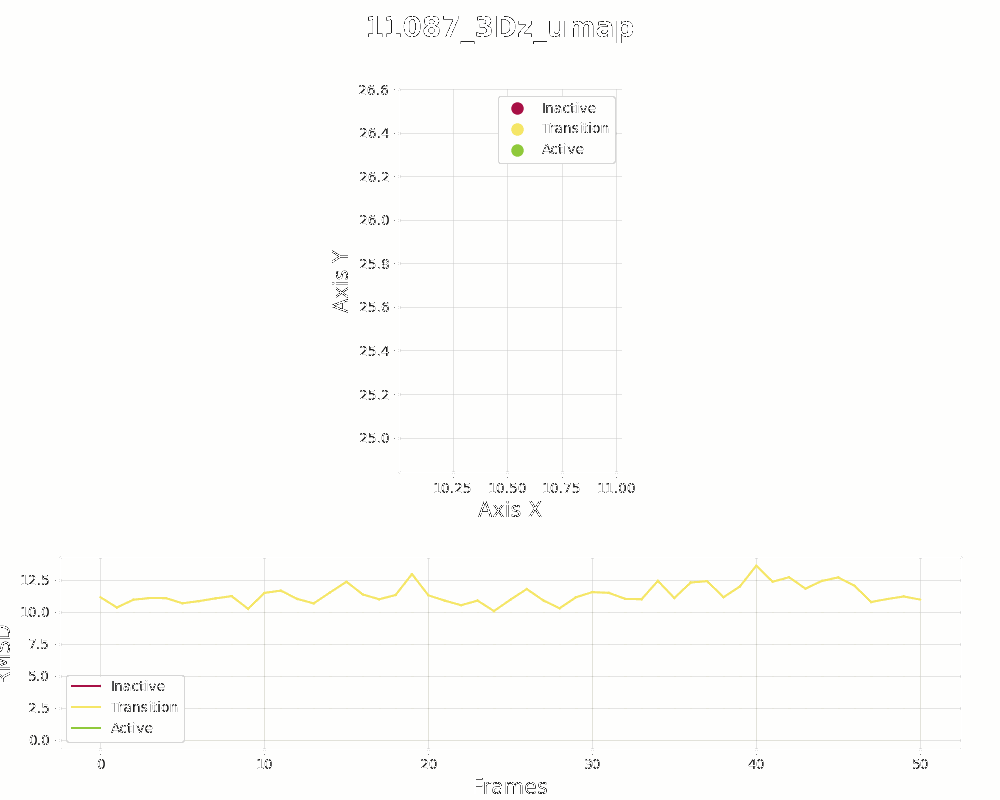 11087_3Dz_umap
26.6
26.4
26.2
26.0
25.8
25.6
25.4
25.2
25.0
Axis Y
Inactive
Transition
Active
10.25 10.50 10.75 11.00
Axis X
12.5
10.0
7.5
5.0
2.5
0.0
RMSD
Inactive
Transition
Active
0 10 20 30 40 50
Frames